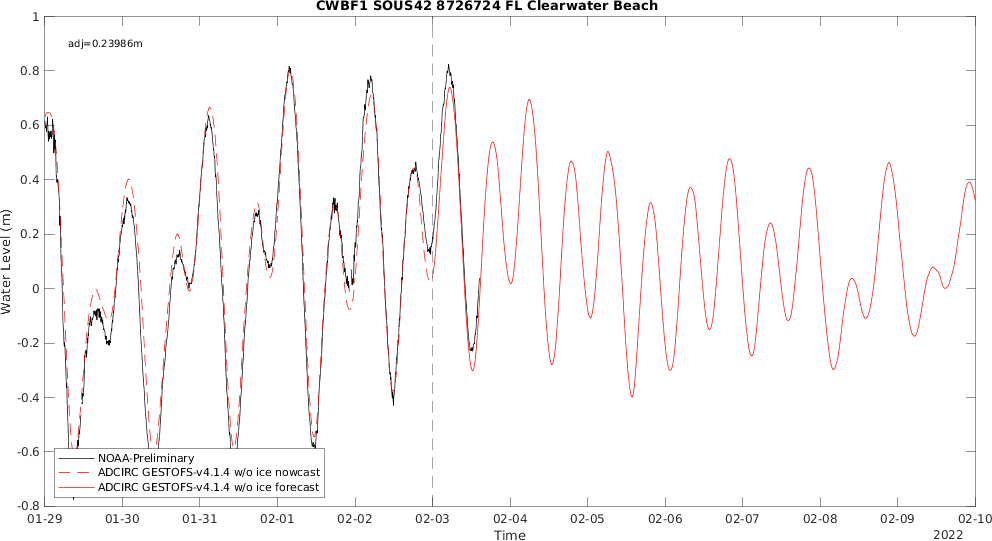 CWBF1 SOUS42 8726724 FL Clearwater Beach
adj=0.23986m
Water Level (m)
1
0.8
0.6
0.4
0.2
0
-0.2
-0.4
-0.6
-0.8
NOAA-Preliminary
ADCIRC GESTOFS-v4.1.4 w/o ice nowcast
ADCIRC GESTOFS-v4.1.4 w/o ice forecast
01-29 01-30 01-31 02-01 02-02 02-03 02-04 02-05 02-06 02-07 02-08 02-09 02-10
Time
2022